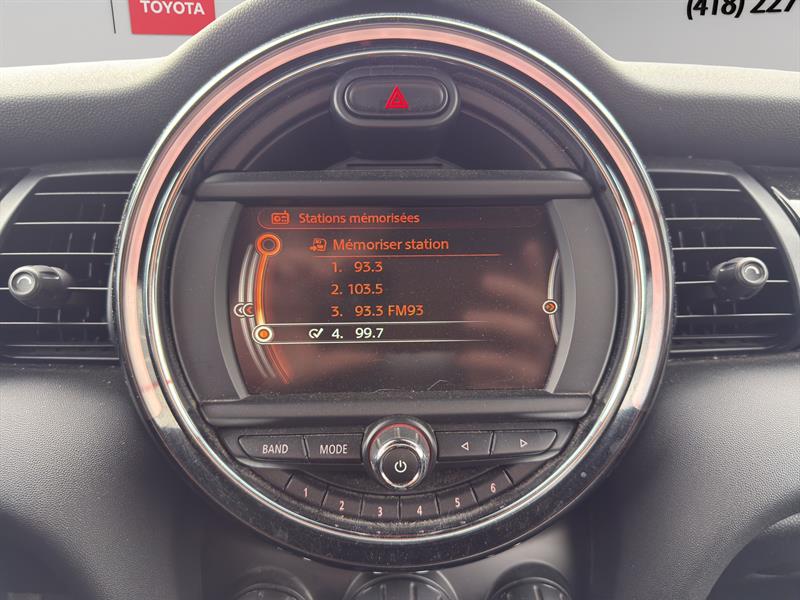 TOYOTA
(418) 227
Stations mémorisées
Mémoriser station
1. 93.3
2. 103.5
3. 93.3 FM93
4. 99.7
BAND MODE
1 2 3 4 5 6